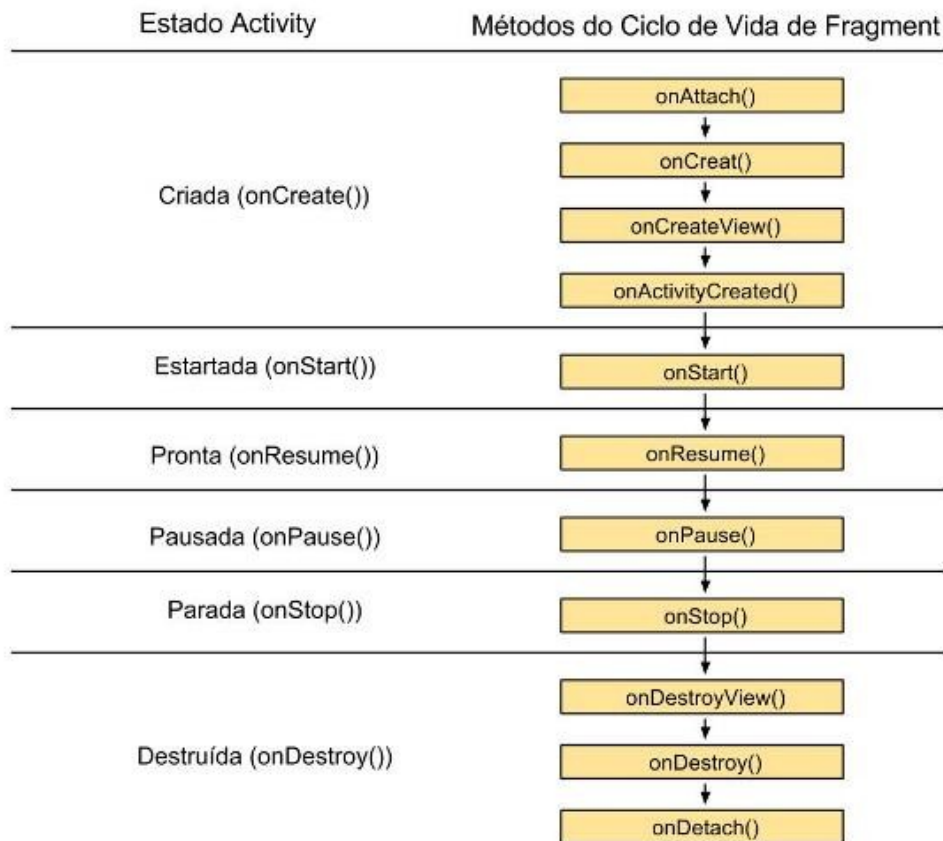 Estado Activity
Métodos do Ciclo de Vida de Fragment
onAttach()
onCreat()
Criada (onCreate())
onCreateView()
onActivityCreated()
Estartada (onStart())
onStart()
Pronta (onResume())
onResume()
Pausada (onPause())
onPause()
Parada (onStop())
onStop()
onDestroyView()
Destruída (onDestroy())
onDestroy()
onDetach()